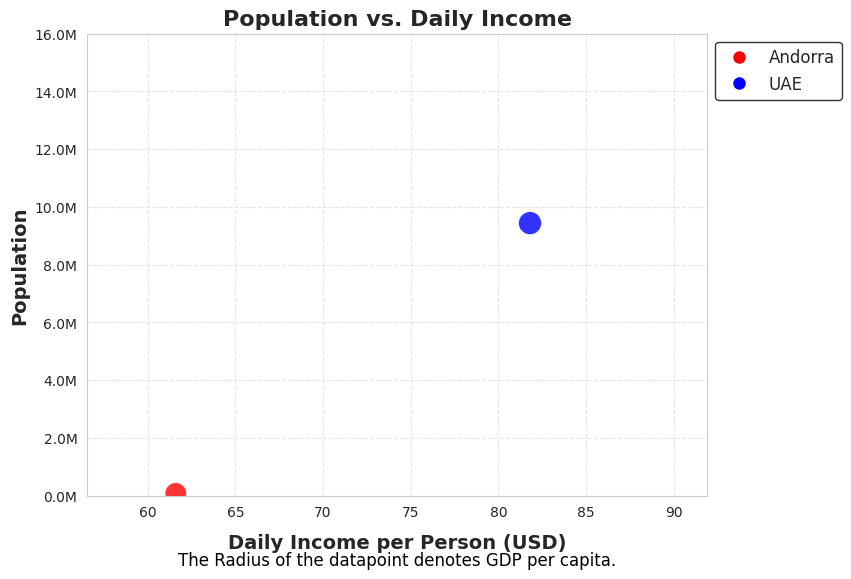 Population vs. Daily Income
Andorra
UAE
16.0M
14.0M
12.0M
10.0M
8.0M
6.0M
4.0M
2.0M
0.0M
Population
60 65 70 75 80 85 90
Daily Income per Person (USD)
The Radius of the datapoint denotes GDP per capita.